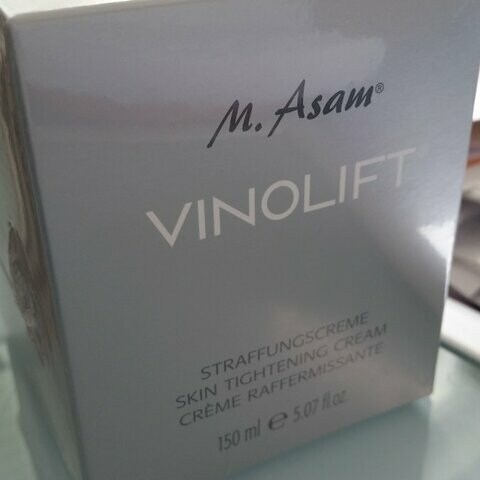 M. Asam®
VINOLIFT
STRAFFUNGSCREME
SKIN TIGHTENING CREAM
CRÈME RAFFERMISSANTE
150 ml ℮ 5.07 fl.oz.